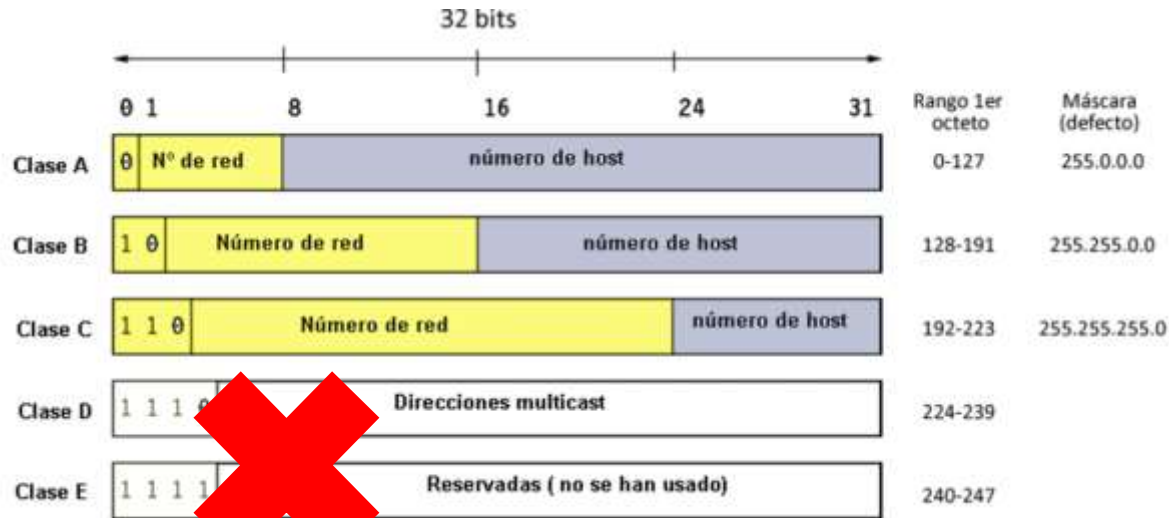 32 bits
0 1 8 16 24 31
Rango 1er octeto
Máscara (defecto)
Clase A 0 Nº de red número de host 0-127 255.0.0.0
Clase B 1 0 Número de red número de host 128-191 255.255.0.0
Clase C 1 1 0 Número de red número de host 192-223 255.255.255.0
Clase D 1 1 1 0 Direcciones multicast 224-239
Clase E 1 1 1 1 Reservadas ( no se han usado) 240-247